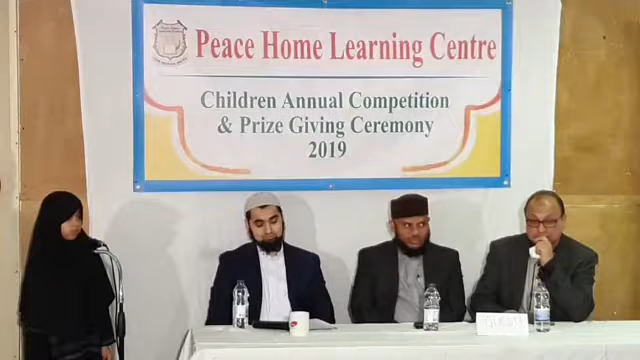 Peace Home Learning Centre
Children Annual Competition
& Prize Giving Ceremony
2019